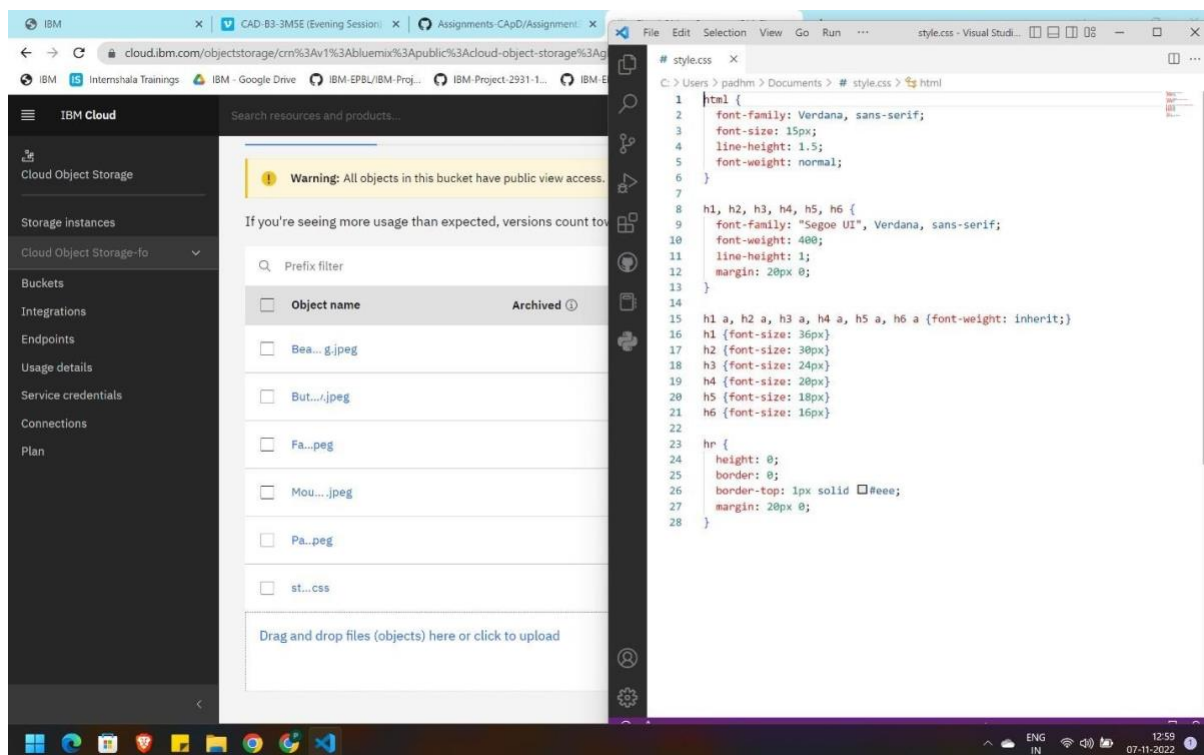 IBM
CAD-B3-3M5E (Evening Session)
Assignments-CApD/Assignment
cloud.ibm.com/objectstorage/crn%3Av1%3Abluemix%3Apublic%3Acloud-object-storage%3Ag
IBM
IS Internshala Trainings
IBM - Google Drive
IBM-EPBL/IBM-Proj...
IBM-Project-2931-1...
IBM-E
IBM Cloud
Search resources and products...
Cloud Object Storage
Storage instances
Cloud Object Storage-fo
Buckets
Integrations
Endpoints
Usage details
Service credentials
Connections
Plan
Warning: All objects in this bucket have public view access.
If you're seeing more usage than expected, versions count tow
Prefix filter
Object name Archived
Bea... g.jpeg
But.../.jpeg
Fa...peg
Mou... .jpeg
Pa..peg
st...css
Drag and drop files (objects) here or click to upload
File Edit Selection View Go Run ··· style.css - Visual Studi...
# style.css
C: > Users > padhm > Documents > # style.css > html
1 html {
2 font-family: Verdana, sans-serif;
3 font-size: 15px;
4 line-height: 1.5;
5 font-weight: normal;
6 }
7
8 h1, h2, h3, h4, h5, h6 {
9 font-family: "Segoe UI", Verdana, sans-serif;
10 font-weight: 400;
11 line-height: 1;
12 margin: 20px 0;
13 }
14
15 h1 a, h2 a, h3 a, h4 a, h5 a, h6 a {font-weight: inherit;}
16 h1 {font-size: 36px}
17 h2 {font-size: 30px}
18 h3 {font-size: 24px}
19 h4 {font-size: 20px}
20 h5 {font-size: 18px}
21 h6 {font-size: 16px}
22
23 hr {
24 height: 0;
25 border: 0;
26 border-top: 1px solid #eee;
27 margin: 20px 0;
28 }
ENG
IN
12:59
07-11-2022